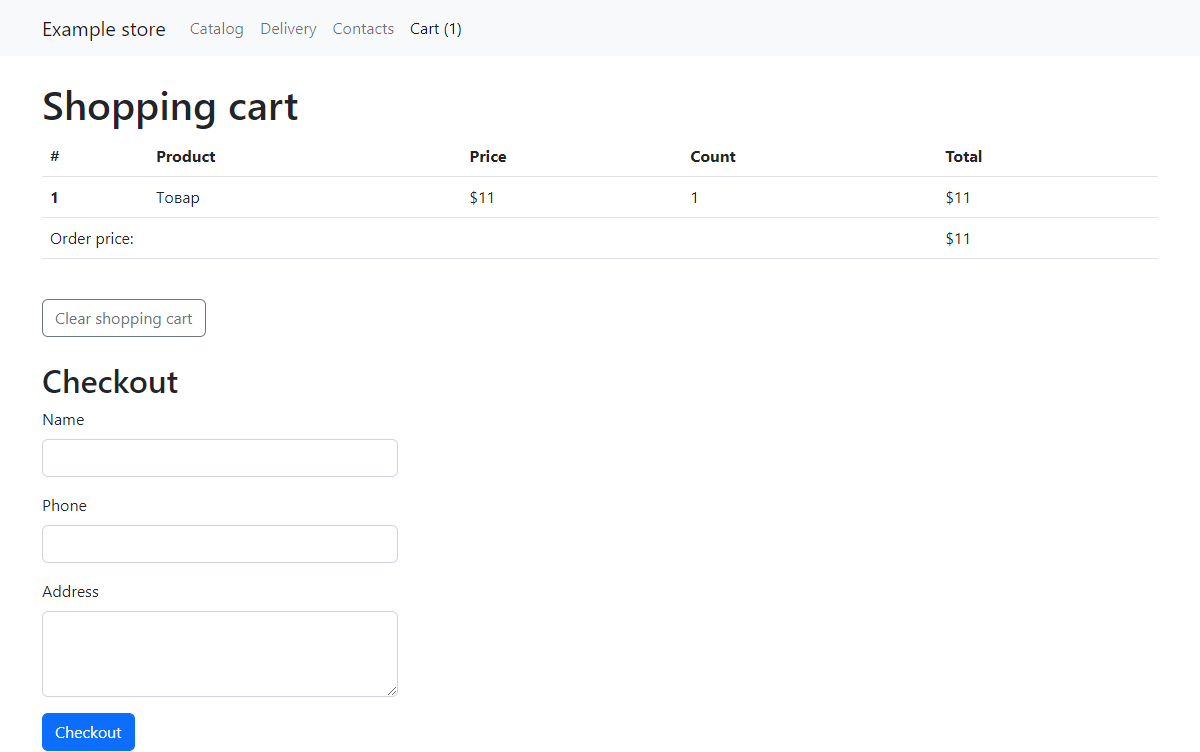 Example store Catalog Delivery Contacts Cart (1)
Shopping cart
# Product Price Count Total
1 Товар $11 1 $11
Order price: $11
Clear shopping cart
Checkout
Name
Phone
Address
Checkout